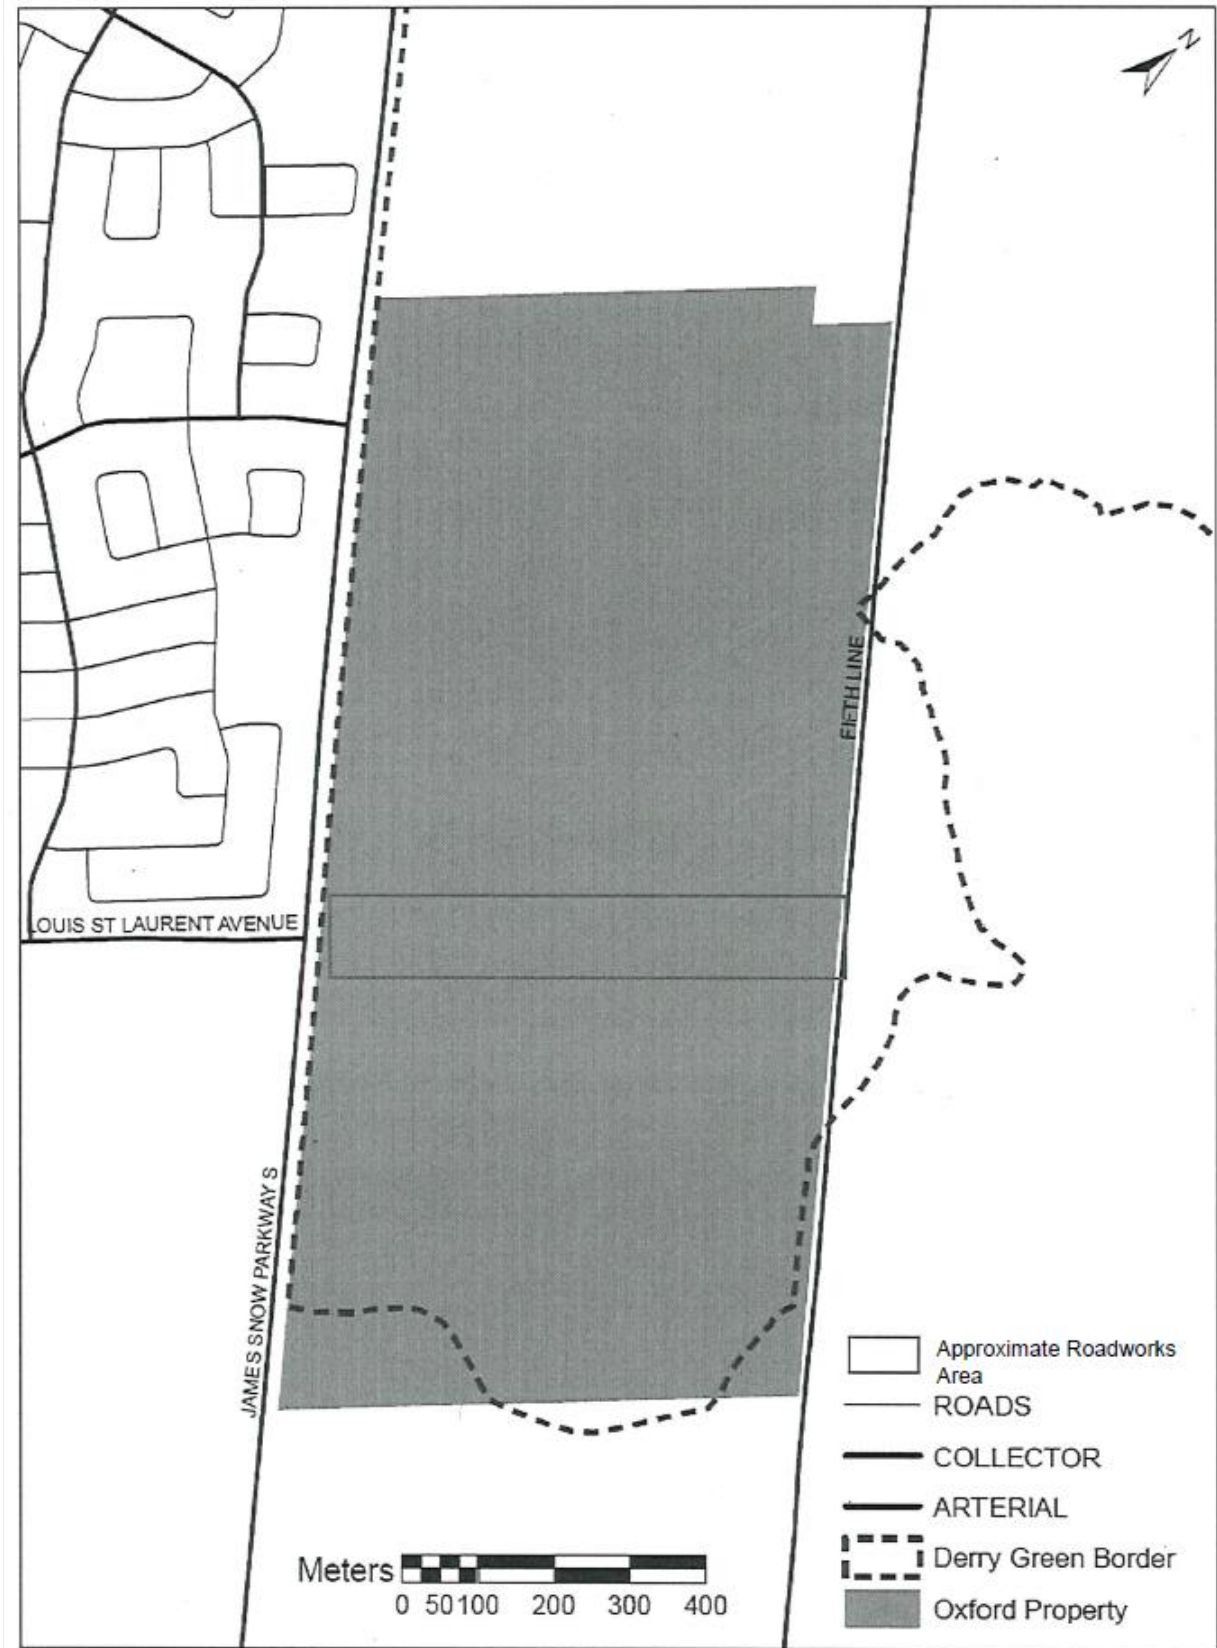 N
FIFTH LINE
LOUIS ST LAURENT AVENUE
JAMES SNOW PARKWAY S
Approximate Roadworks
Area
ROADS
COLLECTOR
ARTERIAL
Derry Green Border
Oxford Property
Meters
0 50 100 200 300 400